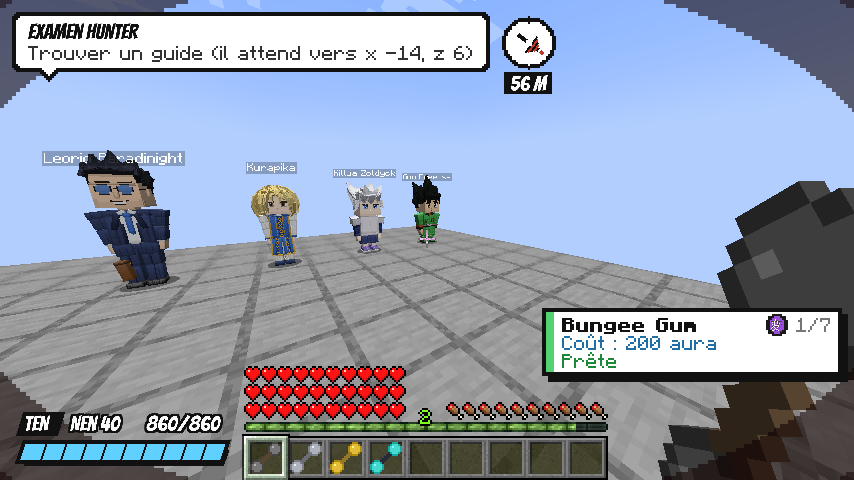 EXAMEN HUNTER
Trouver un guide (il attend vers x -14, z 6)
56 M
Kurapika
Killua Zoldyck
Bungee Gum
1/7
Coût : 200 aura
Prête
TEN
NEN 40
860/860
2